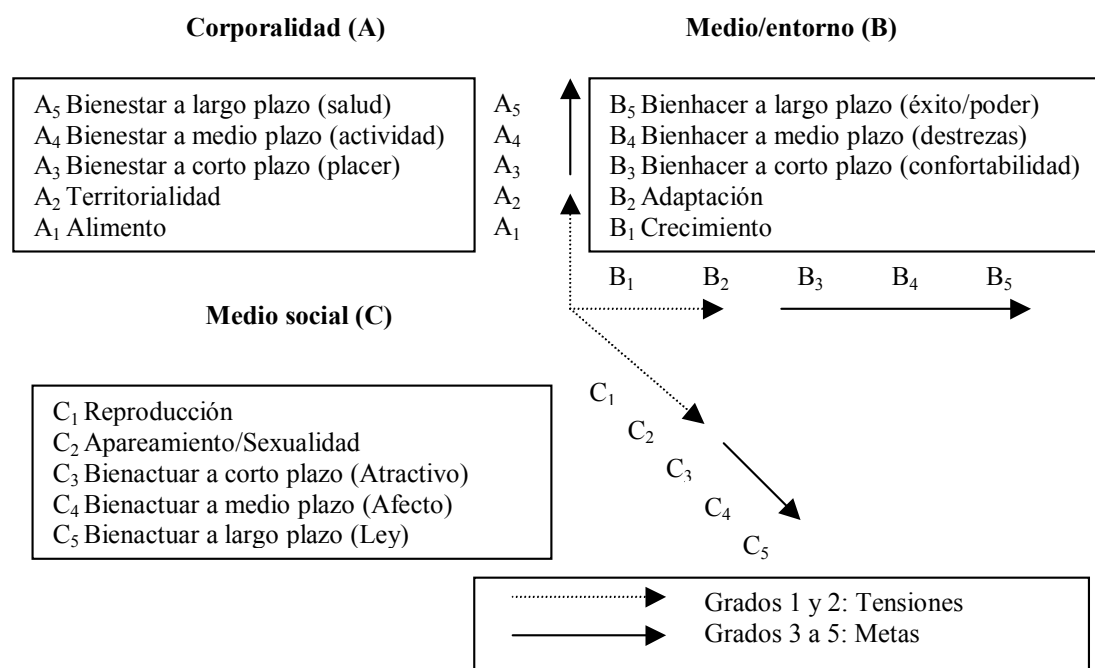 Corporalidad (A)
Medio/entorno (B)
A₅ Bienestar a largo plazo (salud)
A₄ Bienestar a medio plazo (actividad)
A₃ Bienestar a corto plazo (placer)
A₂ Territorialidad
A₁ Alimento
A₅
A₄
A₃
A₂
A₁
B₅ Bienhacer a largo plazo (éxito/poder)
B₄ Bienhacer a medio plazo (destrezas)
B₃ Bienhacer a corto plazo (confortabilidad)
B₂ Adaptación
B₁ Crecimiento
B₁ B₂ B₃ B₄ B₅
Medio social (C)
C₁ Reproducción
C₂ Apareamiento/Sexualidad
C₃ Bienactuar a corto plazo (Atractivo)
C₄ Bienactuar a medio plazo (Afecto)
C₅ Bienactuar a largo plazo (Ley)
C₁
C₂
C₃
C₄
C₅
Grados 1 y 2: Tensiones
Grados 3 a 5: Metas